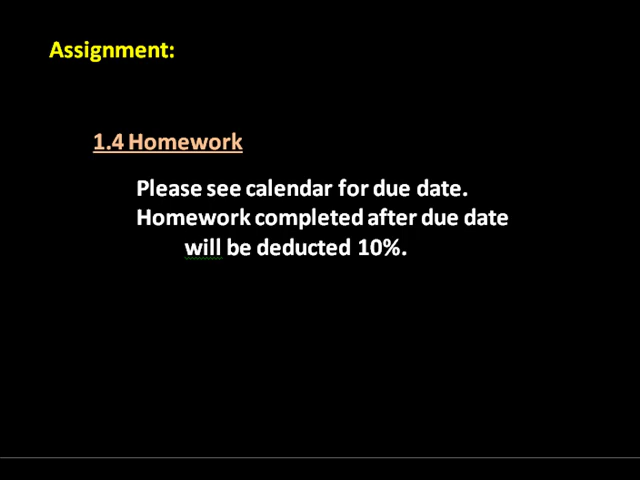 Assignment:
1.4 Homework
Please see calendar for due date.
Homework completed after due date
will be deducted 10%.